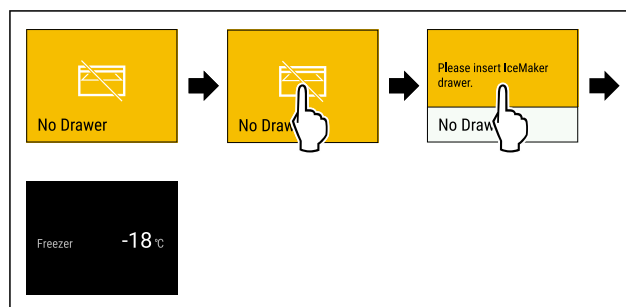 No Drawer
No Draw
Please insert IceMaker
drawer.
No Draw
Freezer -18 °C